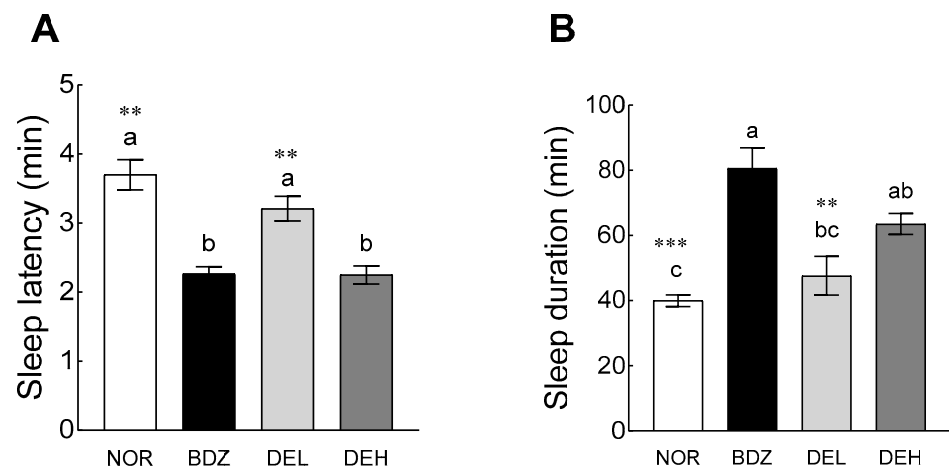 A
Sleep latency (min)
5
4
3
2
1
0
**
a
b
**
a
b
NOR BDZ DEL DEH
B
Sleep duration (min)
100
80
60
40
20
0
***
c
a
**
bc
ab
NOR BDZ DEL DEH